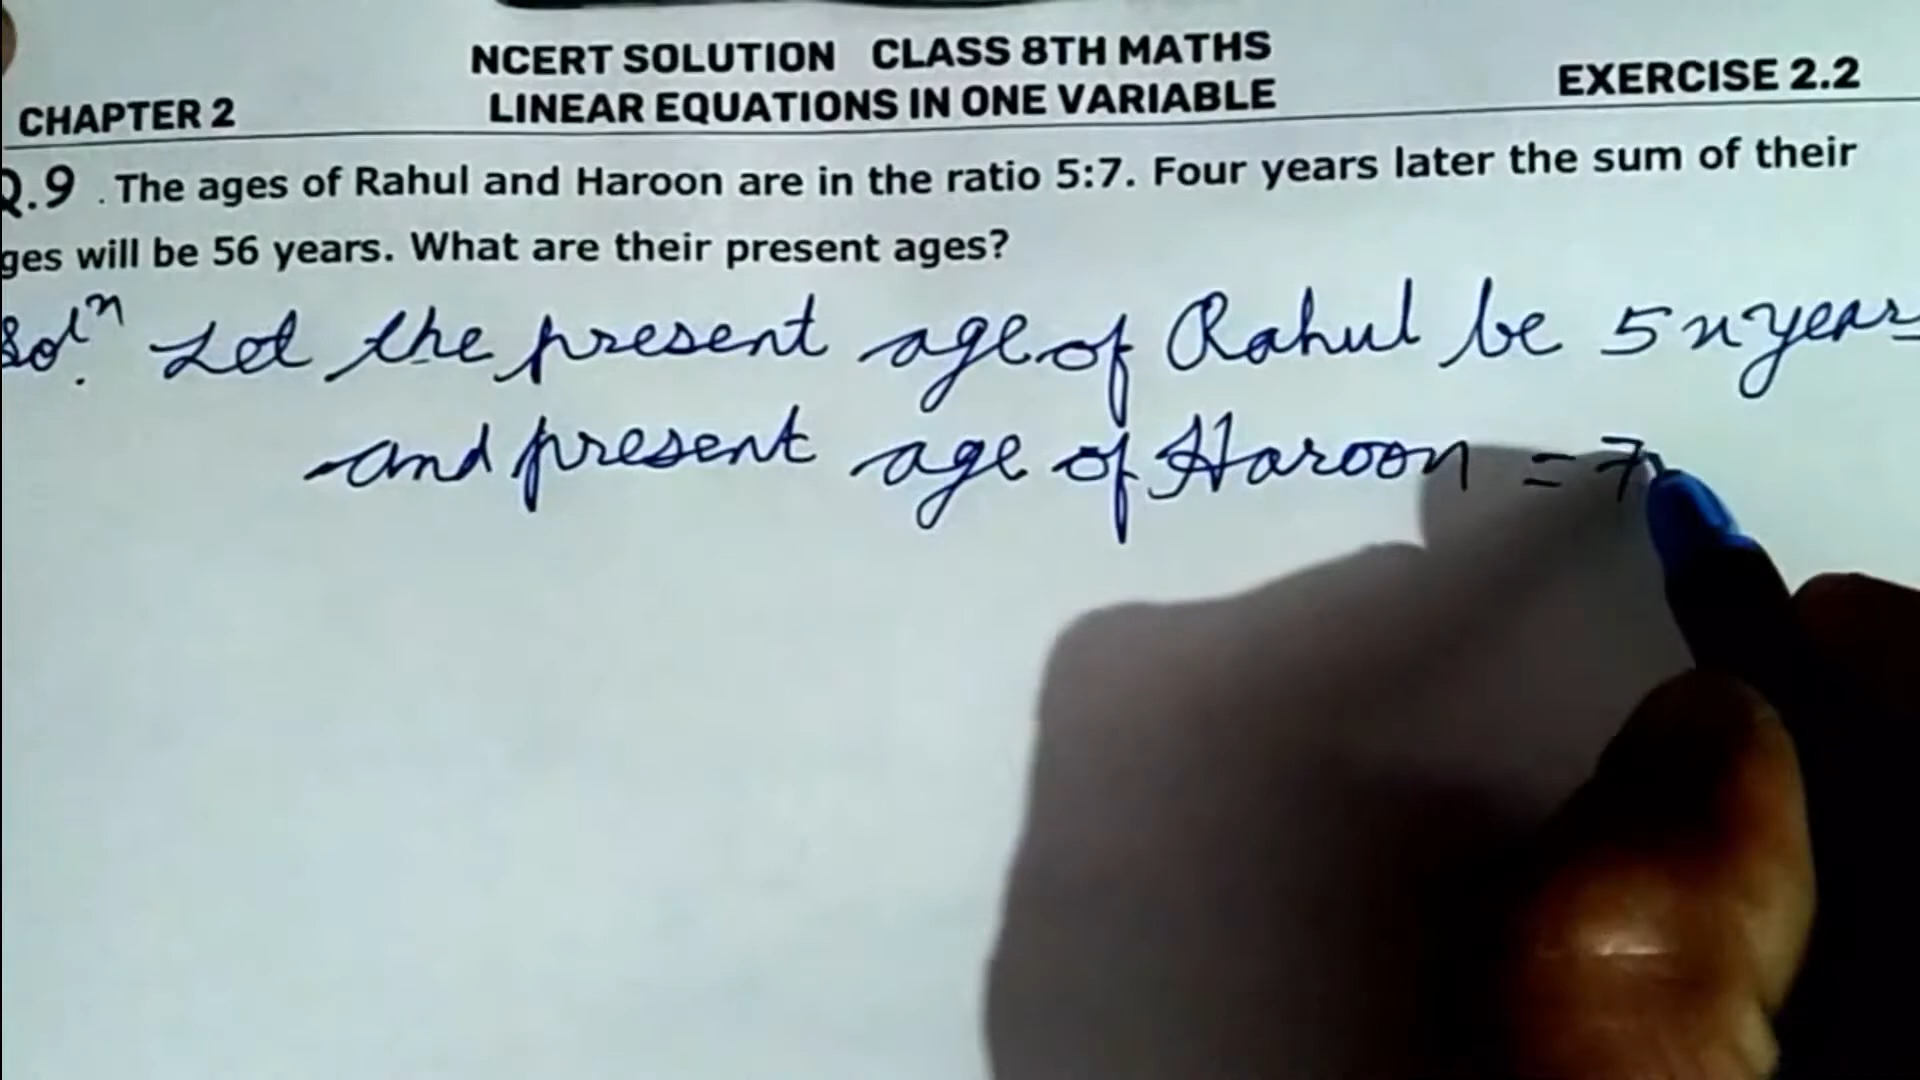 NCERT SOLUTION CLASS 8TH MATHS
CHAPTER 2 LINEAR EQUATIONS IN ONE VARIABLE EXERCISE 2.2
Q.9 . The ages of Rahul and Haroon are in the ratio 5:7. Four years later the sum of their
ges will be 56 years. What are their present ages?
Solⁿ. Let the present age of Rahul be 5x years
and present age of Haroon = 7